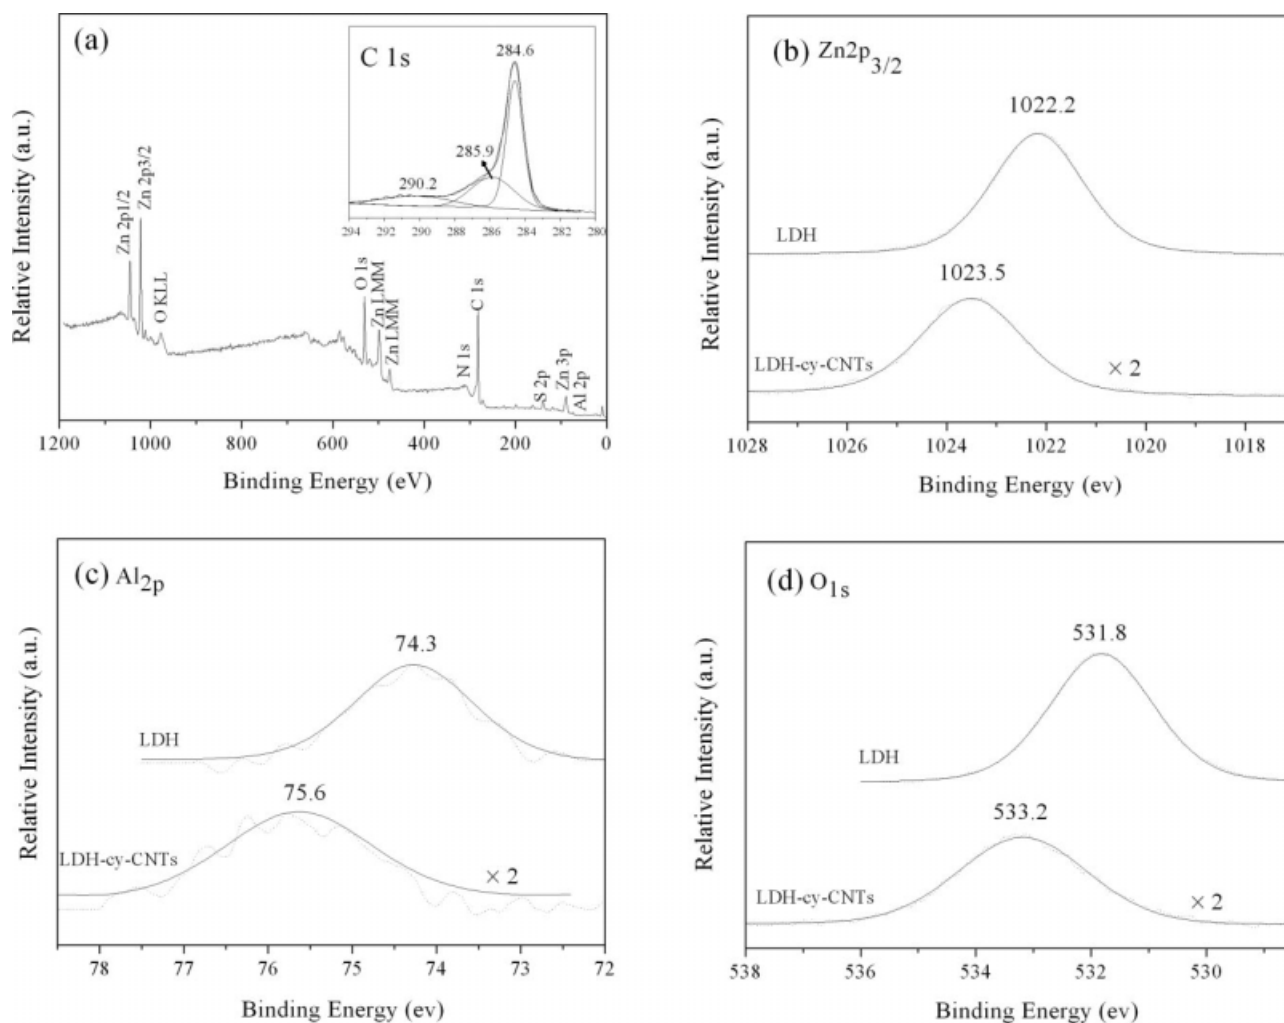 (a)
C 1s
284.6
285.9
290.2
294 292 290 288 286 284 282 280
Zn 2p1/2
Zn 2p3/2
O KLL
O 1s
Zn LMM
Zn LMM
N 1s
C 1s
S 2p
Zn 3p
Al 2p
Relative Intensity (a.u.)
1200 1000 800 600 400 200 0
Binding Energy (eV)
(b) Zn2p3/2
1022.2
LDH
1023.5
LDH-cy-CNTs
× 2
Relative Intensity (a.u.)
1028 1026 1024 1022 1020 1018
Binding Energy (ev)
(c) Al2p
74.3
LDH
75.6
LDH-cy-CNTs
× 2
Relative Intensity (a.u.)
78 77 76 75 74 73 72
Binding Energy (ev)
(d) O1s
531.8
LDH
533.2
LDH-cy-CNTs
× 2
Relative Intensity (a.u.)
538 536 534 532 530
Binding Energy (ev)